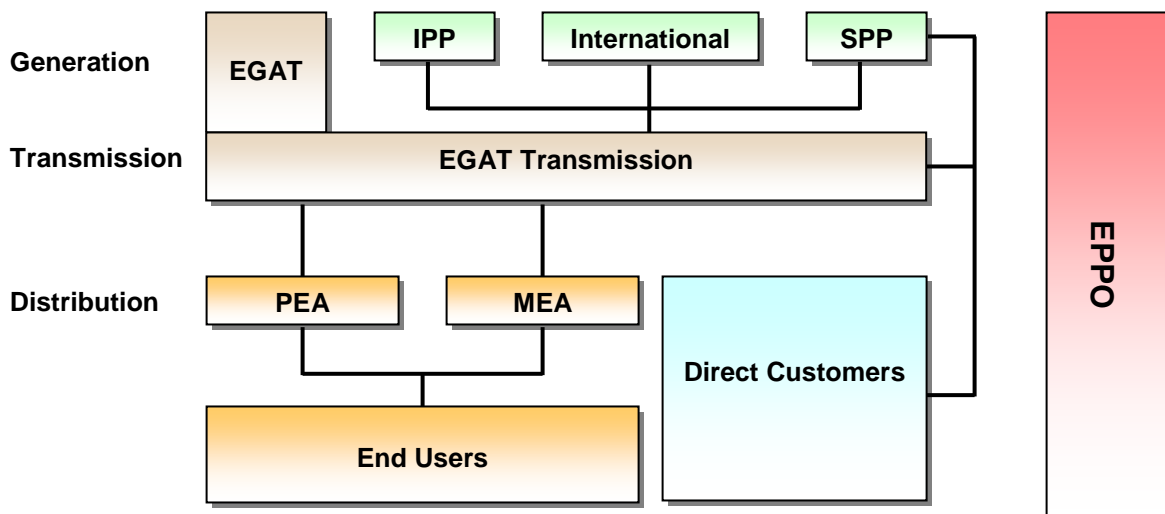 IPP
International
SPP
Generation
EGAT
Transmission
EGAT Transmission
EPPO
Distribution
PEA
MEA
Direct Customers
End Users